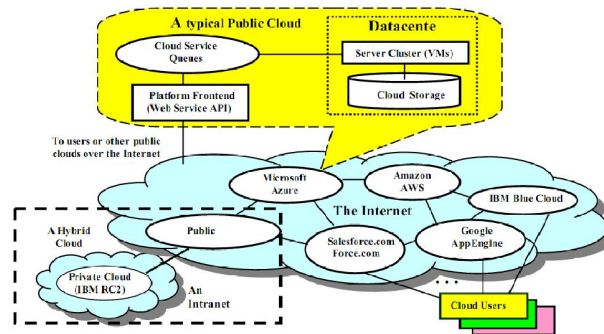 A typical Public Cloud
Datacente
Cloud Service
Queues
Server Cluster (VMs)
Cloud Storage
Platform Frontend
(Web Service API)
To users or other public
clouds over the Internet
Microsoft
Azure
Amazon
AWS
IBM Blue Cloud
The Internet
A Hybrid
Cloud
Public
Salesforce.com
Force.com
Google
AppEngine
Private Cloud
(IBM RC2)
An
Intranet
. . .
Cloud Users